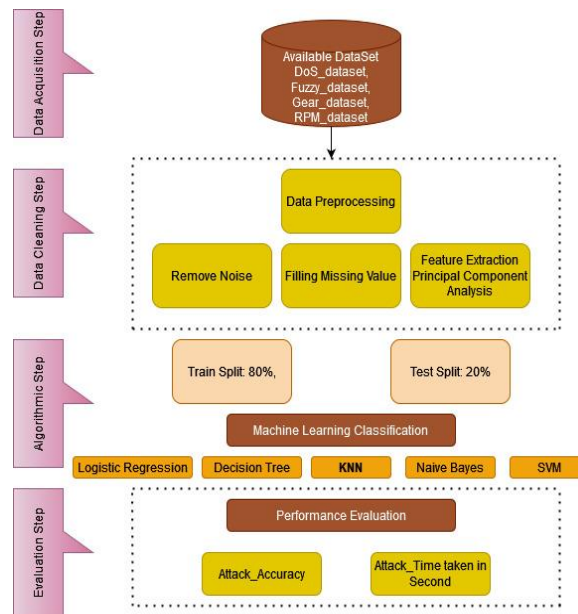 Data Acquisition Step
Available DataSet
DoS_dataset,
Fuzzy_dataset,
Gear_dataset,
RPM_dataset
Data Cleaning Step
Data Preprocessing
Remove Noise
Filling Missing Value
Feature Extraction
Principal Component
Analysis
Algorithmic Step
Train Split: 80%,
Test Split: 20%
Machine Learning Classification
Logistic Regression
Decision Tree
KNN
Naive Bayes
SVM
Evaluation Step
Performance Evaluation
Attack_Accuracy
Attack_Time taken in
Second